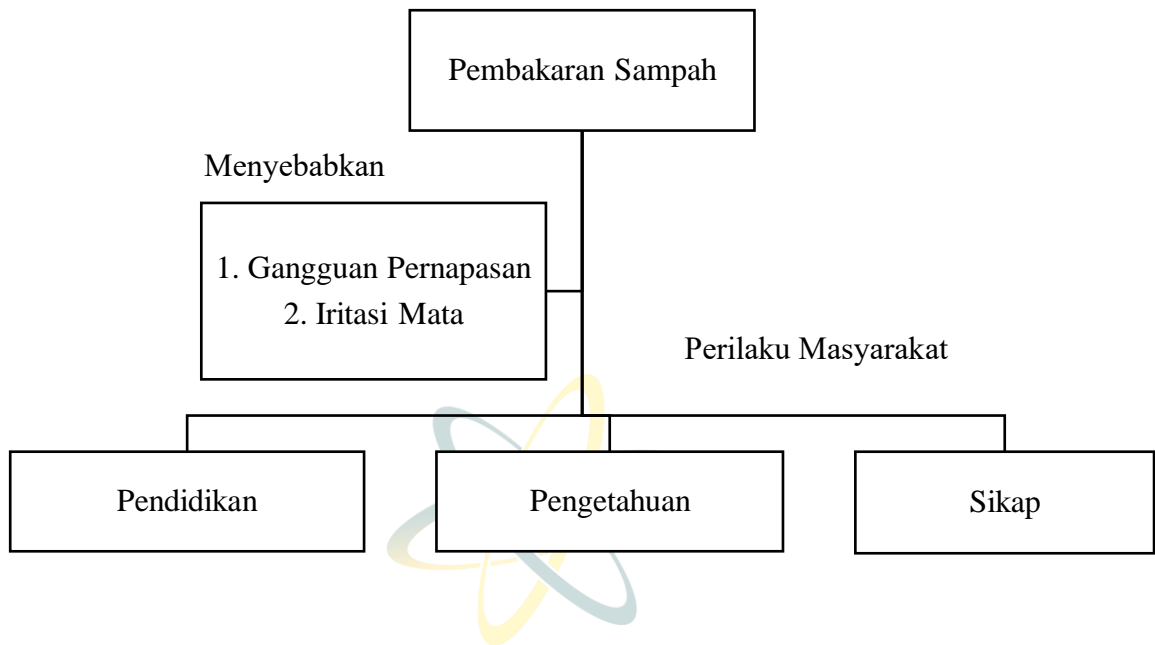 Pembakaran Sampah
Menyebabkan
1. Gangguan Pernapasan
2. Iritasi Mata
Perilaku Masyarakat
Pendidikan
Pengetahuan
Sikap